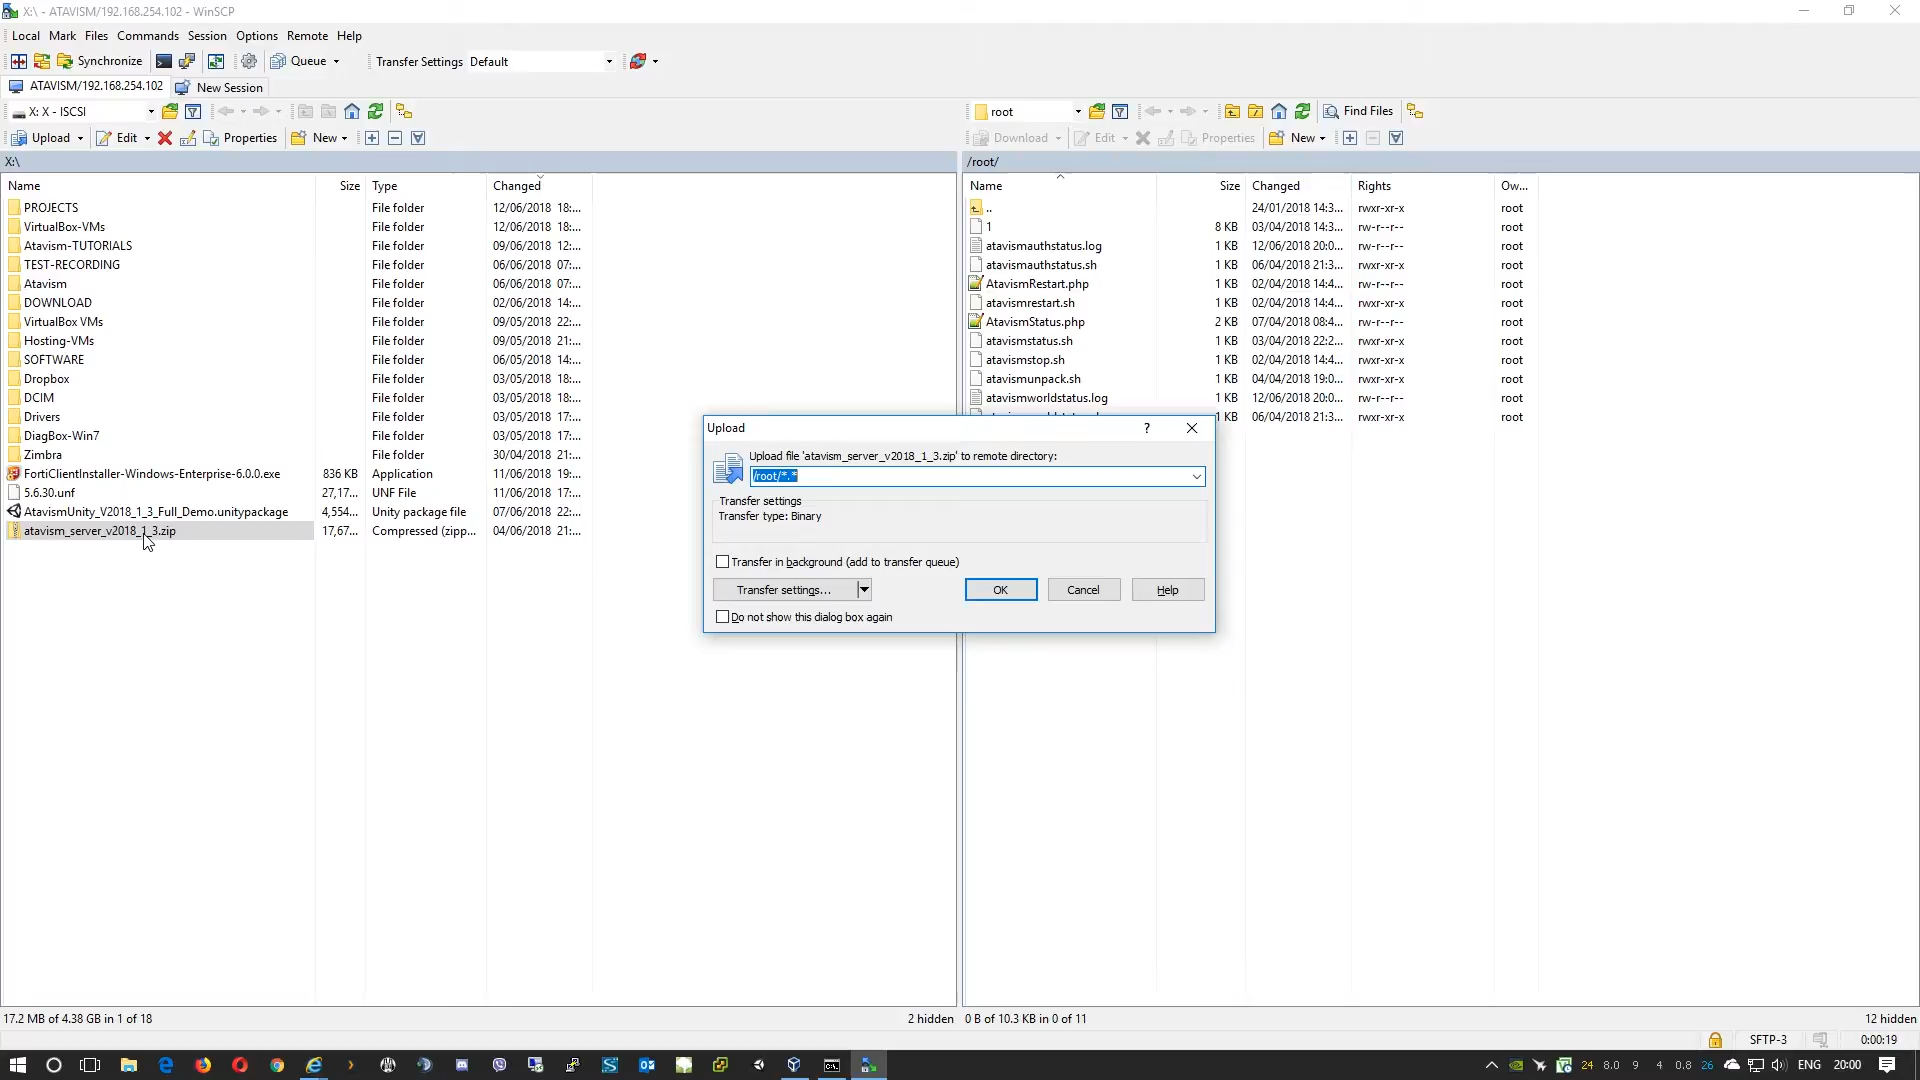 X:\ - ATAVISM/192.168.254.102 - WinSCP
Local Mark Files Commands Session Options Remote Help
Synchronize Queue Transfer Settings Default
ATAVISM/192.168.254.102 New Session
X: X - ISCSI root Find Files
Upload Edit Properties New Download Edit Properties New
X:\ /root/
Name Size Type Changed Name Size Changed Rights Ow...
PROJECTS File folder 12/06/2018 18:... .. 24/01/2018 14:3... rwxr-xr-x root
VirtualBox-VMs File folder 12/06/2018 18:... 1 8 KB 03/04/2018 14:3... rw-r--r-- root
Atavism-TUTORIALS File folder 09/06/2018 12:... atavismauthstatus.log 1 KB 12/06/2018 20:0... rw-r--r-- root
TEST-RECORDING File folder 06/06/2018 07:... atavismauthstatus.sh 1 KB 06/04/2018 21:3... rwxr-xr-x root
Atavism File folder 06/06/2018 07:... AtavismRestart.php 1 KB 02/04/2018 14:4... rw-r--r-- root
DOWNLOAD File folder 02/06/2018 14:... atavismrestart.sh 1 KB 02/04/2018 14:4... rwxr-xr-x root
VirtualBox VMs File folder 09/05/2018 22:... AtavismStatus.php 2 KB 07/04/2018 08:4... rw-r--r-- root
Hosting-VMs File folder 09/05/2018 21:... atavismstatus.sh 1 KB 03/04/2018 22:2... rwxr-xr-x root
SOFTWARE File folder 06/05/2018 14:... atavismstop.sh 1 KB 02/04/2018 14:4... rwxr-xr-x root
Dropbox File folder 03/05/2018 18:... atavismunpack.sh 1 KB 04/04/2018 19:0... rwxr-xr-x root
DCIM File folder 03/05/2018 18:... atavismworldstatus.log 1 KB 12/06/2018 20:0... rw-r--r-- root
Drivers File folder 03/05/2018 17:... 1 KB 06/04/2018 21:3... rwxr-xr-x root
DiagBox-Win7 File folder 03/05/2018 17:...
Zimbra File folder 30/04/2018 21:...
FortiClientInstaller-Windows-Enterprise-6.0.0.exe 836 KB Application 11/06/2018 19:...
5.6.30.unf 27,17... UNF File 11/06/2018 17:...
AtavismUnity_V2018_1_3_Full_Demo.unitypackage 4,554... Unity package file 07/06/2018 22:...
atavism_server_v2018_1_3.zip 17,67... Compressed (zipp... 04/06/2018 21:...
Upload ?
Upload file 'atavism_server_v2018_1_3.zip' to remote directory:
/root/*.*
Transfer settings
Transfer type: Binary
Transfer in background (add to transfer queue)
Transfer settings... OK Cancel Help
Do not show this dialog box again
17.2 MB of 4.38 GB in 1 of 18 2 hidden 0 B of 10.3 KB in 0 of 11 12 hidden
SFTP-3 0:00:19
24 8.0 9 4 0.8 26 ENG 20:00